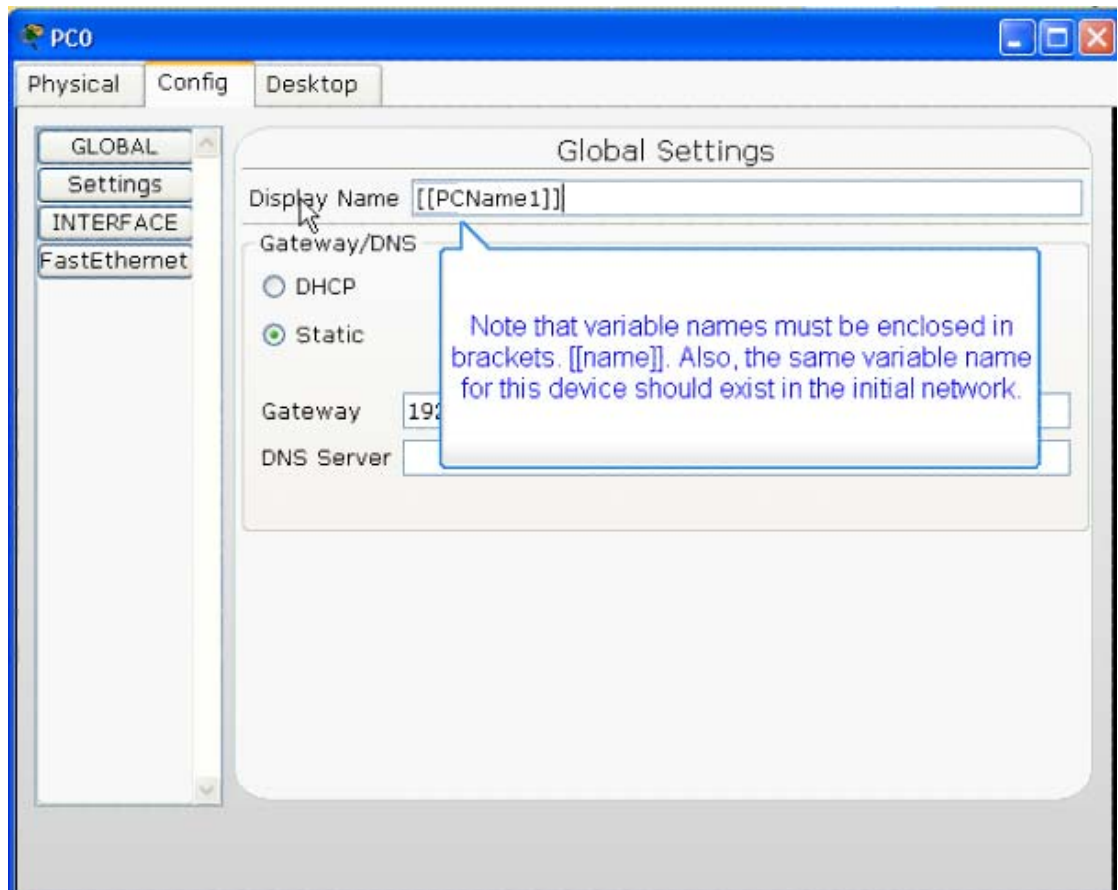 PC0
Physical Config Desktop
GLOBAL
Settings
INTERFACE
FastEthernet
Global Settings
Display Name [[PCName1]]
Gateway/DNS
DHCP
Static
Note that variable names must be enclosed in
brackets. [[name]]. Also, the same variable name
for this device should exist in the initial network.
Gateway 192
DNS Server